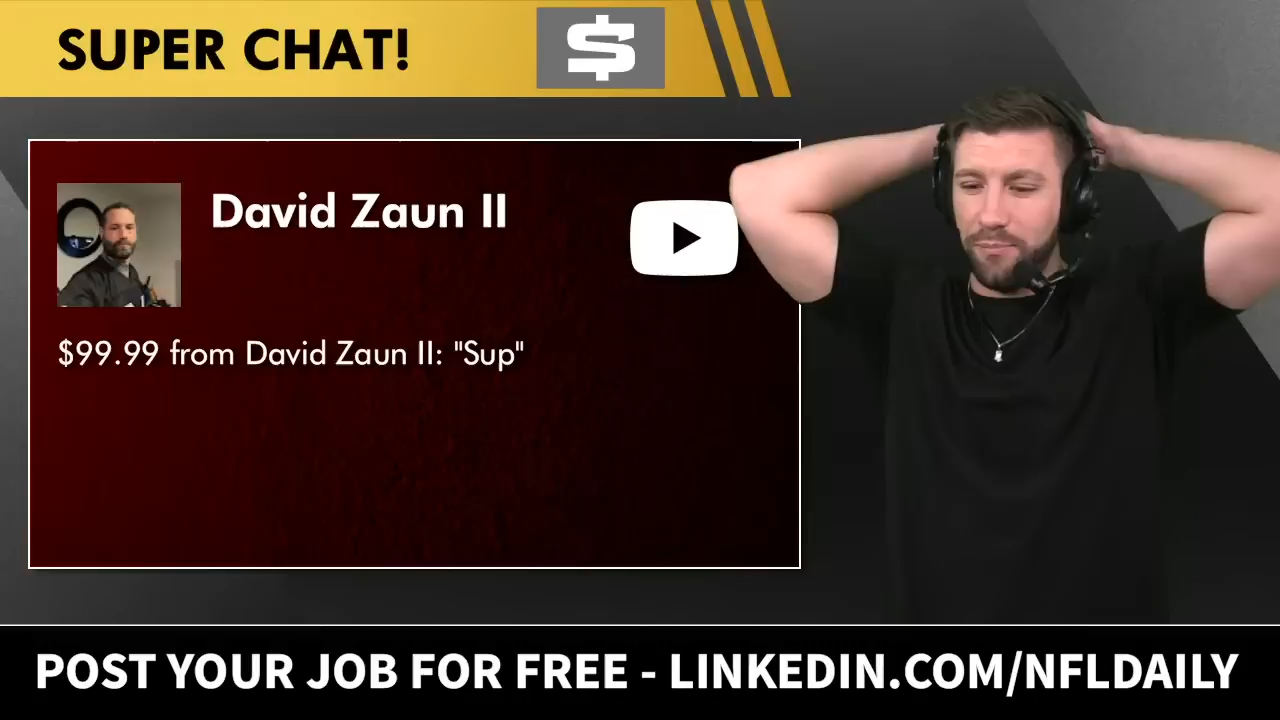 SUPER CHAT!
$
David Zaun II
$99.99 from David Zaun II: "Sup"
POST YOUR JOB FOR FREE - LINKEDIN.COM/NFLDAILY